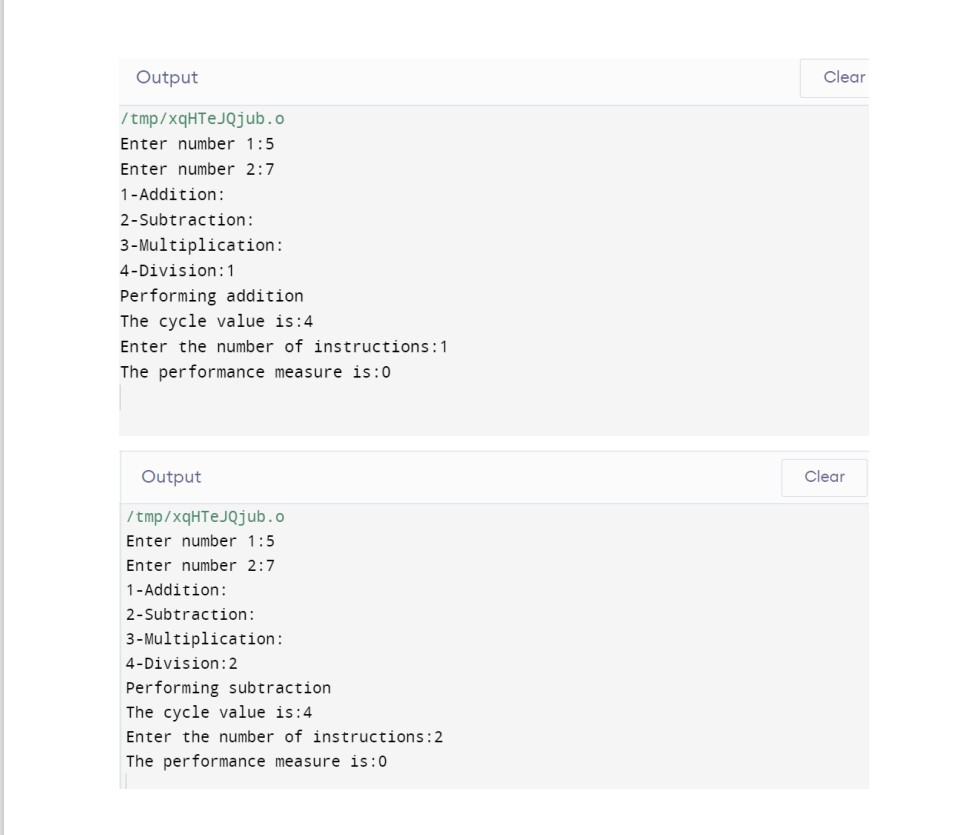 Output Clear
/tmp/xqHTeJQjub.o
Enter number 1:5
Enter number 2:7
1-Addition:
2-Subtraction:
3-Multiplication:
4-Division:1
Performing addition
The cycle value is:4
Enter the number of instructions:1
The performance measure is:0
Output Clear
/tmp/xqHTeJQjub.o
Enter number 1:5
Enter number 2:7
1-Addition:
2-Subtraction:
3-Multiplication:
4-Division:2
Performing subtraction
The cycle value is:4
Enter the number of instructions:2
The performance measure is:0